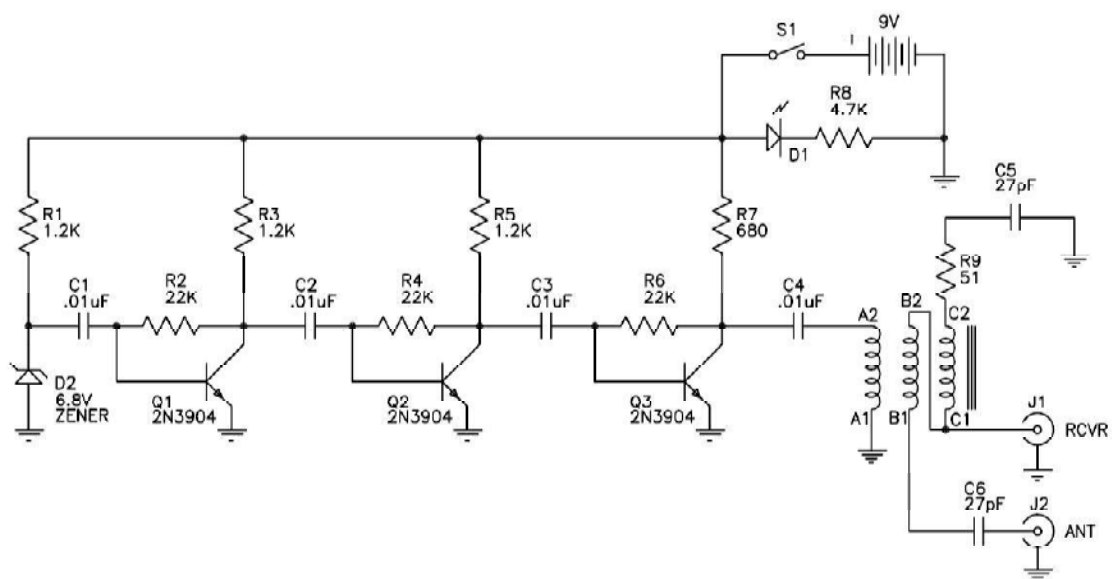 S1
9V
R8
4.7K
D1
C5
27pF
R1
1.2K
R3
1.2K
R5
1.2K
R7
680
R9
51
C1
.01uF
R2
22K
C2
.01uF
R4
22K
C3
.01uF
R6
22K
C4
.01uF
A2
B2
C2
D2
6.8V
ZENER
Q1
2N3904
Q2
2N3904
Q3
2N3904
A1
B1
C1
J1
RCVR
C6
27pF
J2
ANT